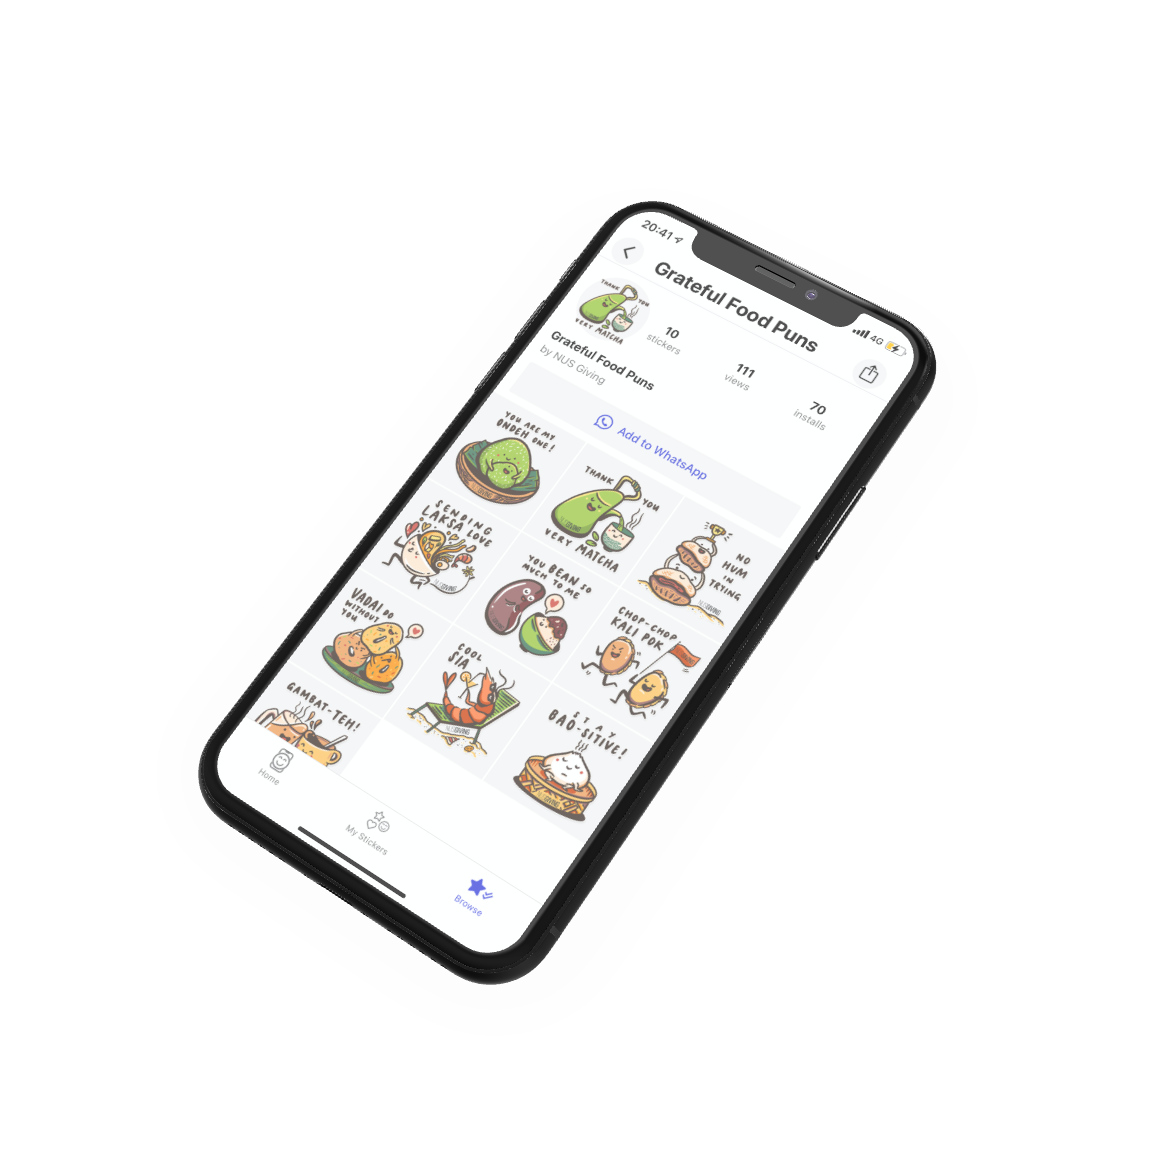 20:41
4G
Grateful Food Puns
THANK YOU
VERY MATCHA
10
stickers
111
views
70
installs
Grateful Food Puns
by NUS Giving
Add to WhatsApp
YOU ARE MY
ONDEH ONE!
THANK YOU
VERY MATCHA
NO
HUM
IN
TRYING
SENDING
LAKSA LOVE
YOU BEAN SO
MUCH TO ME
CHOP-CHOP
KALI POK
VADAI DO
WITHOUT
YOU
COOL
SIA
STAY
BAO-SITIVE!
GAMBAT-TEH!
Home
My Stickers
Browse